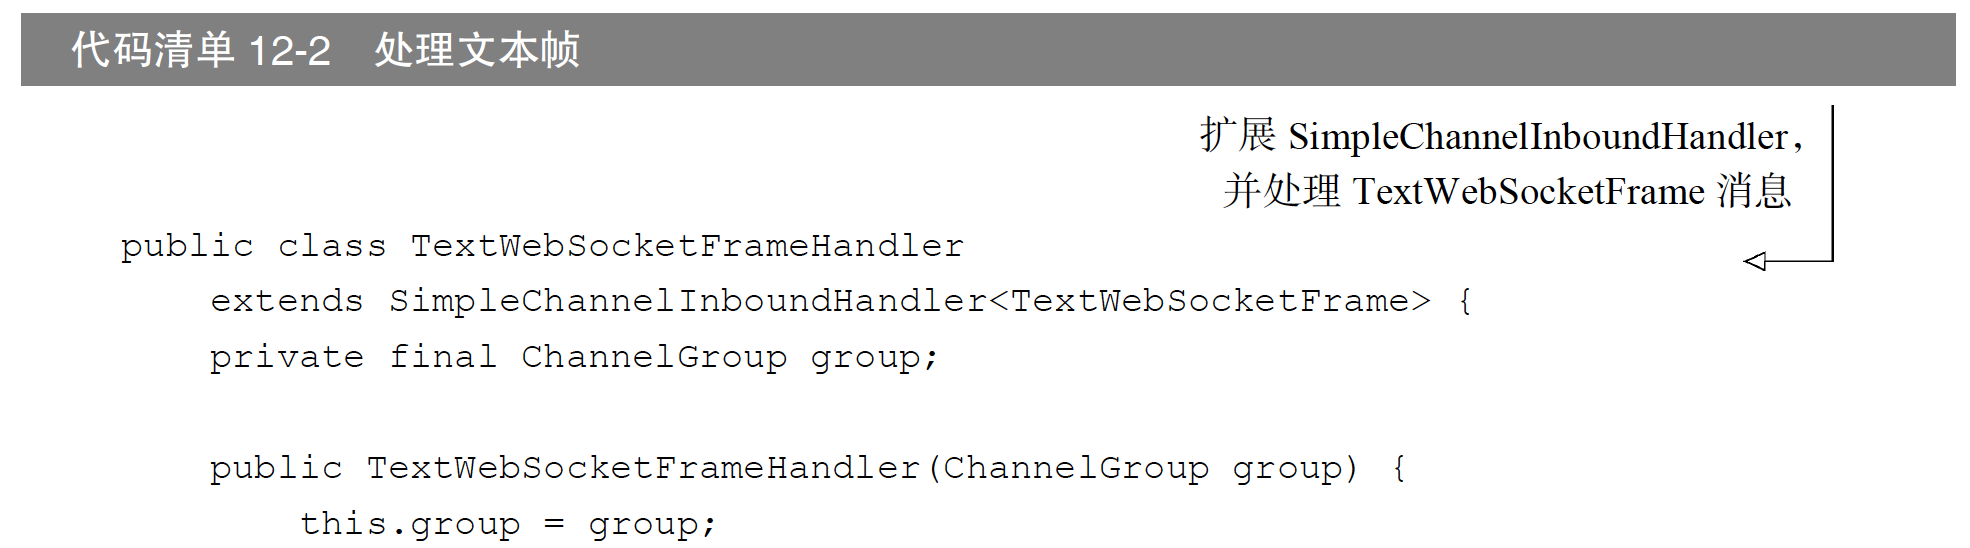 代码清单 12-2 处理文本帧
扩展 SimpleChannelInboundHandler，
并处理 TextWebSocketFrame 消息
public class TextWebSocketFrameHandler
extends SimpleChannelInboundHandler<TextWebSocketFrame> {
private final ChannelGroup group;
public TextWebSocketFrameHandler(ChannelGroup group) {
this.group = group;